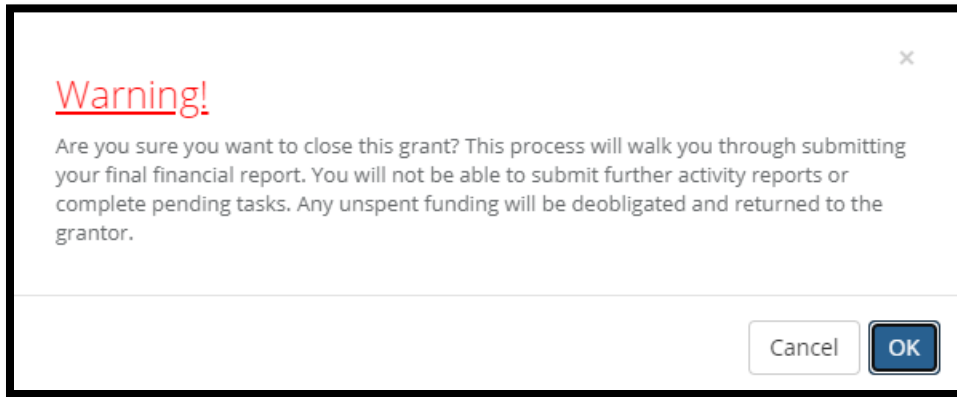 ×
Warning!
Are you sure you want to close this grant? This process will walk you through submitting
your final financial report. You will not be able to submit further activity reports or
complete pending tasks. Any unspent funding will be deobligated and returned to the
grantor.
Cancel OK